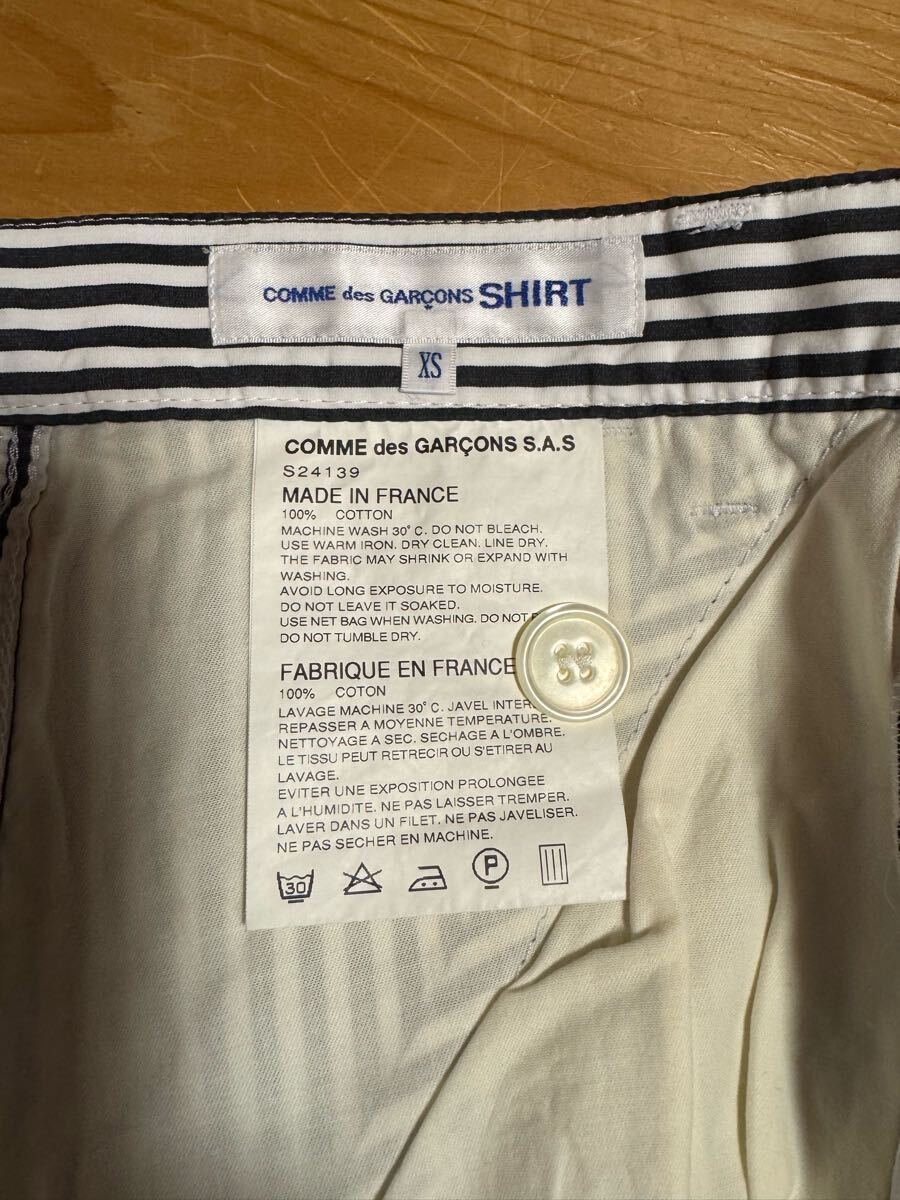 COMME des GARÇONS SHIRT
XS
COMME des GARÇONS S.A.S
S24139
MADE IN FRANCE
100% COTTON
MACHINE WASH 30° C. DO NOT BLEACH.
USE WARM IRON. DRY CLEAN. LINE DRY.
THE FABRIC MAY SHRINK OR EXPAND WITH
WASHING.
AVOID LONG EXPOSURE TO MOISTURE.
DO NOT LEAVE IT SOAKED.
USE NET BAG WHEN WASHING. DO NOT
DO NOT TUMBLE DRY.
FABRIQUE EN FRANCE
100% COTON
LAVAGE MACHINE 30° C. JAVEL
REPASSER A MOYENNE TEMPERATURE.
NETTOYAGE A SEC. SECHAGE A L'OMBRE.
LE TISSU PEUT RETRECIR OU S'ETIRER AU
LAVAGE.
EVITER UNE EXPOSITION PROLONGEE
A L'HUMIDITE. NE PAS LAISSER TREMPER.
LAVER DANS UN FILET. NE PAS JAVELISER.
NE PAS SECHER EN MACHINE.
30 P